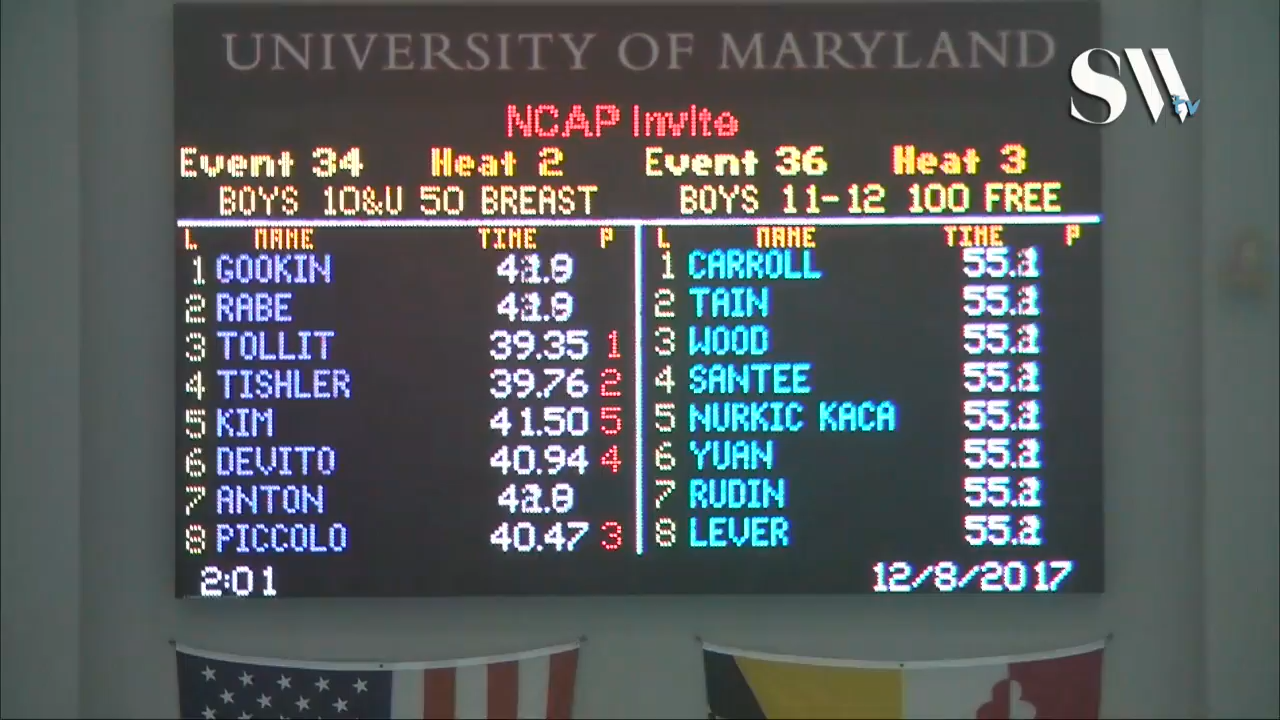 UNIVERSITY OF MARYLAND
SW
TV
NCAP Invite
Event 34 Heat 2 Event 36 Heat 3
BOYS 10&U 50 BREAST BOYS 11-12 100 FREE
L NAME TIME P L NAME TIME P
1 GOOKIN 1 CARROLL
2 RABE 2 TAIN
3 TOLLIT 39.35 1 3 WOOD
4 TISHLER 39.76 2 4 SANTEE
5 KIM 41.50 5 5 NURKIC KACA
6 DEVITO 40.94 4 6 YUAN
7 ANTON 7 RUDIN
8 PICCOLO 40.47 3 8 LEVER
2:01 12/8/2017